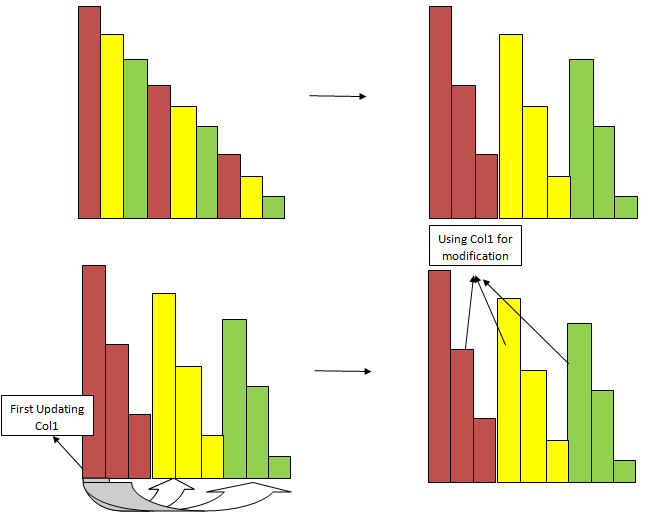 Using Col1 for
modification
First Updating
Col1